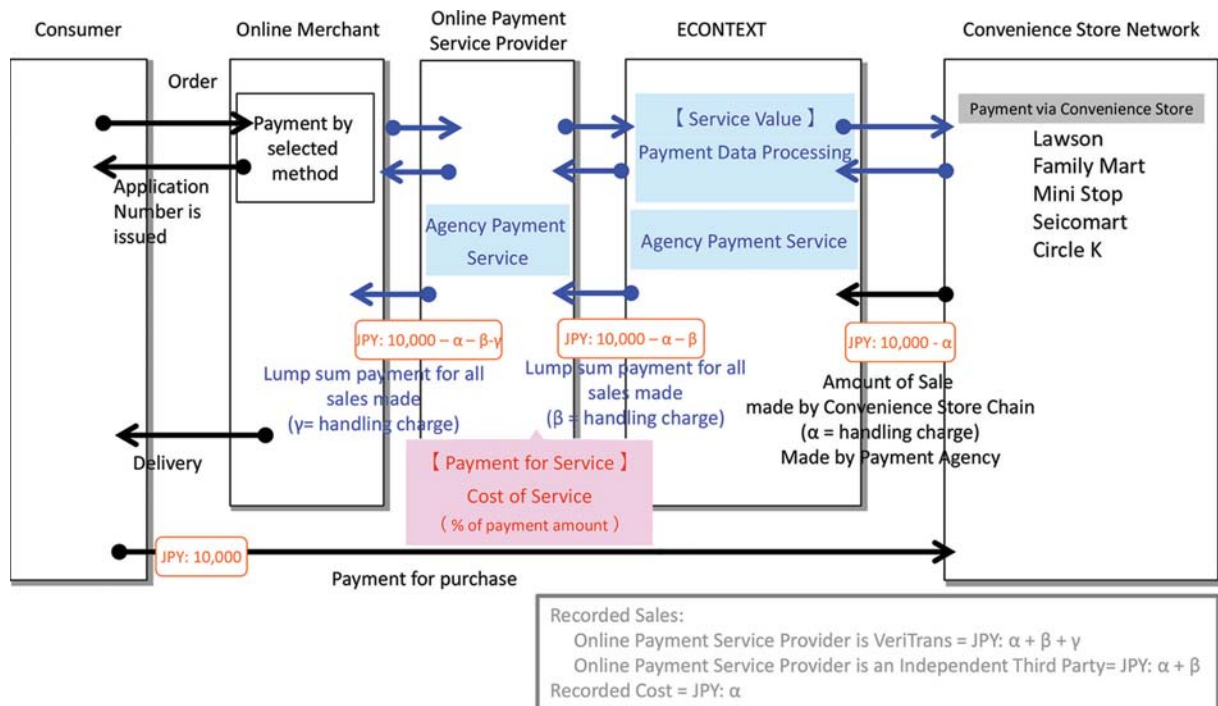 Consumer
Online Merchant
Online Payment
Service Provider
ECONTEXT
Convenience Store Network
Order
Payment by
selected
method
Application
Number is
issued
【 Service Value 】
Payment Data Processing
Payment via Convenience Store
Lawson
Family Mart
Mini Stop
Seicomart
Circle K
Agency Payment
Service
Agency Payment Service
JPY: 10,000 – α – β-γ
JPY: 10,000 – α – β
JPY: 10,000 - α
Lump sum payment for all
sales made
(γ= handling charge)
Lump sum payment for all
sales made
(β = handling charge)
Amount of Sale
made by Convenience Store Chain
(α = handling charge)
Made by Payment Agency
Delivery
【 Payment for Service 】
Cost of Service
( % of payment amount )
JPY: 10,000
Payment for purchase
Recorded Sales:
Online Payment Service Provider is VeriTrans = JPY: α + β + γ
Online Payment Service Provider is an Independent Third Party= JPY: α + β
Recorded Cost = JPY: α